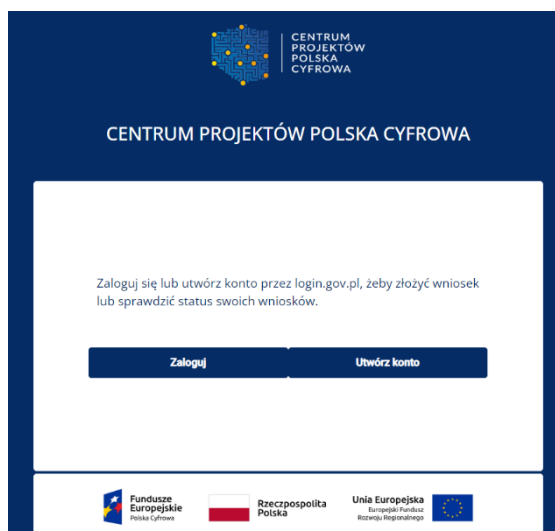 CENTRUM
PROJEKTÓW
POLSKA
CYFROWA
CENTRUM PROJEKTÓW POLSKA CYFROWA
Zaloguj się lub utwórz konto przez login.gov.pl, żeby złożyć wniosek
lub sprawdzić status swoich wniosków.
Zaloguj
Utwórz konto
Fundusze
Europejskie
Polska Cyfrowa
Rzeczpospolita
Polska
Unia Europejska
Europejski Fundusz
Rozwoju Regionalnego